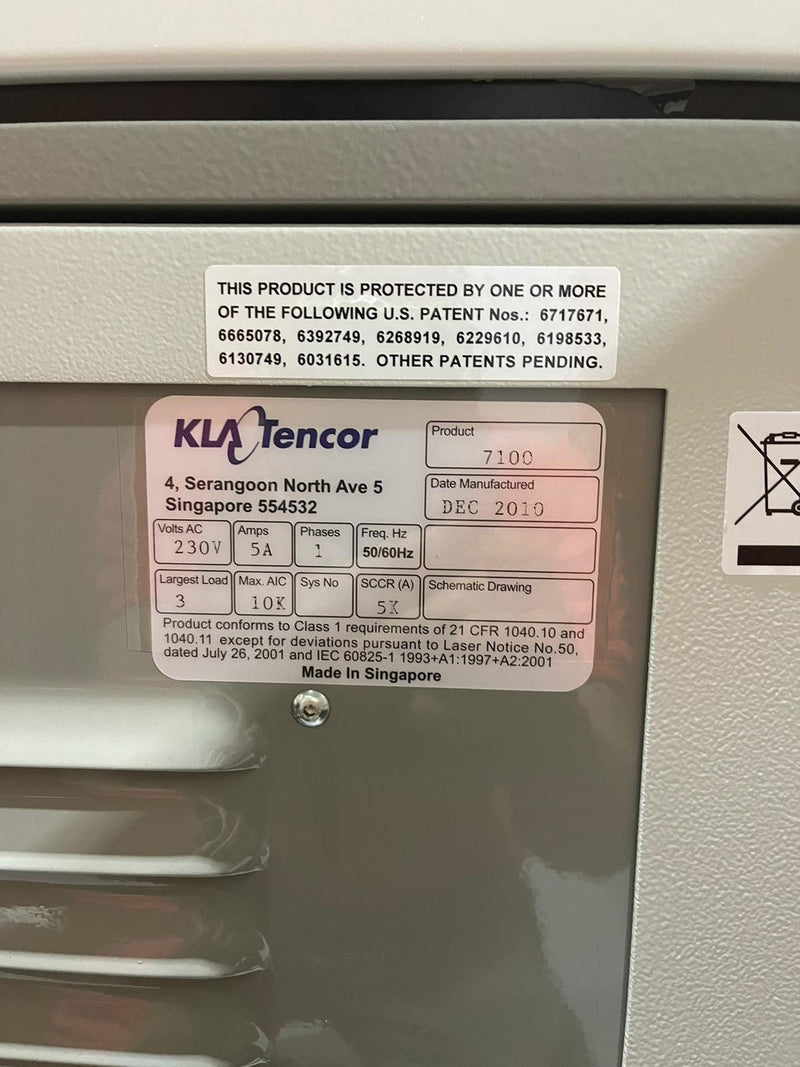 THIS PRODUCT IS PROTECTED BY ONE OR MORE
OF THE FOLLOWING U.S. PATENT Nos.: 6717671,
6665078, 6392749, 6268919, 6229610, 6198533,
6130749, 6031615. OTHER PATENTS PENDING.
KLA Tencor
4, Serangoon North Ave 5
Singapore 554532
Product
7100
Date Manufactured
DEC 2010
Volts AC
230V
Amps
5A
Phases
1
Freq. Hz
50/60Hz
Largest Load
3
Max. AIC
10K
Sys No
SCCR (A)
5K
Schematic Drawing
Product conforms to Class 1 requirements of 21 CFR 1040.10 and
1040.11 except for deviations pursuant to Laser Notice No.50,
dated July 26, 2001 and IEC 60825-1 1993+A1:1997+A2:2001
Made In Singapore